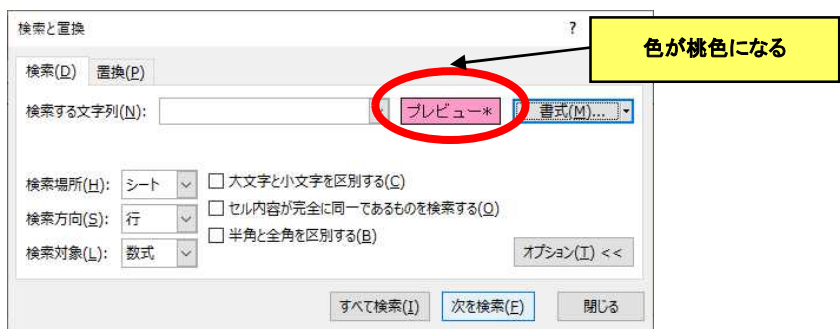 検索と置換 ?
色が桃色になる
検索(D) 置換(P)
検索する文字列(N): プレビュー* 書式(M)...
検索場所(H): シート □ 大文字と小文字を区別する(C)
検索方向(S): 行 □ セル内容が完全に同一であるものを検索する(O)
検索対象(L): 数式 □ 半角と全角を区別する(B)
オプション(T) <<
すべて検索(I) 次を検索(F) 閉じる